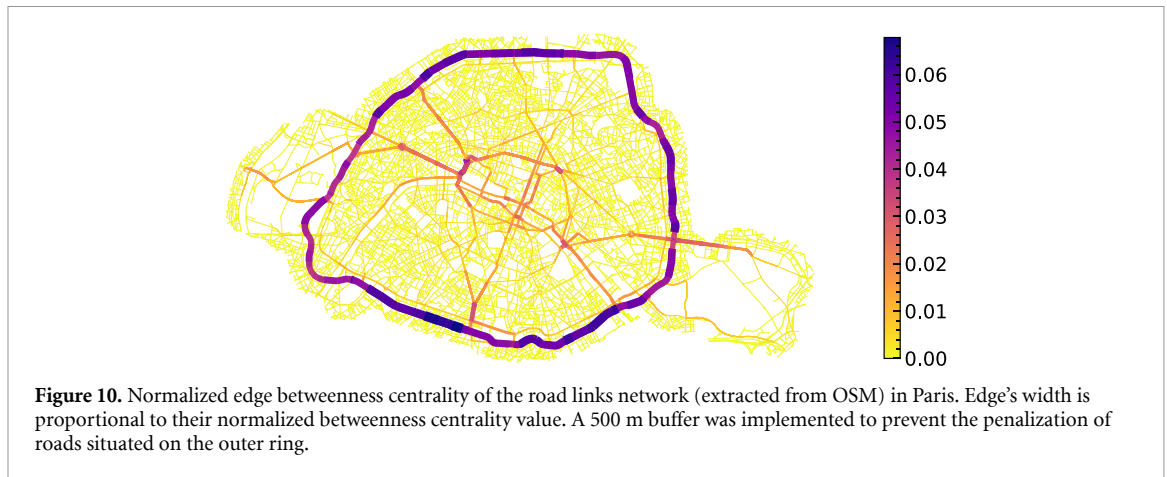 0.06
0.05
0.04
0.03
0.02
0.01
0.00
Figure 10. Normalized edge betweenness centrality of the road links network (extracted from OSM) in Paris. Edge's width is
proportional to their normalized betweenness centrality value. A 500 m buffer was implemented to prevent the penalization of
roads situated on the outer ring.